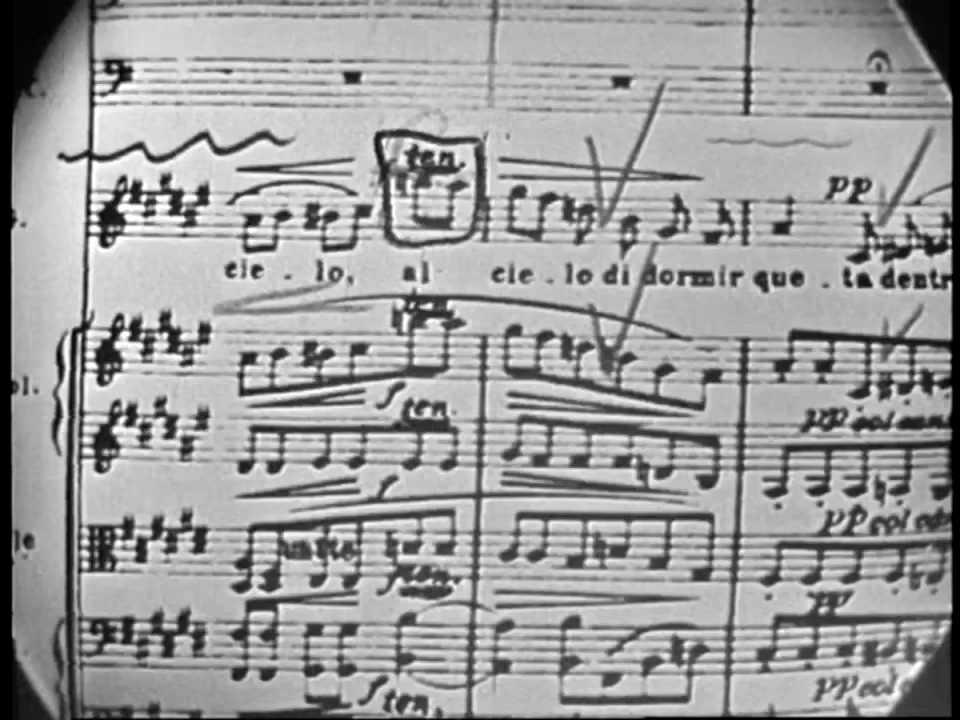 ten.
pp
cie - lo, al cie - lo di dormir que - ta dentr
ten.
f
ten.
pp col
f
pp col
ten.
pp
f ten.
pp col